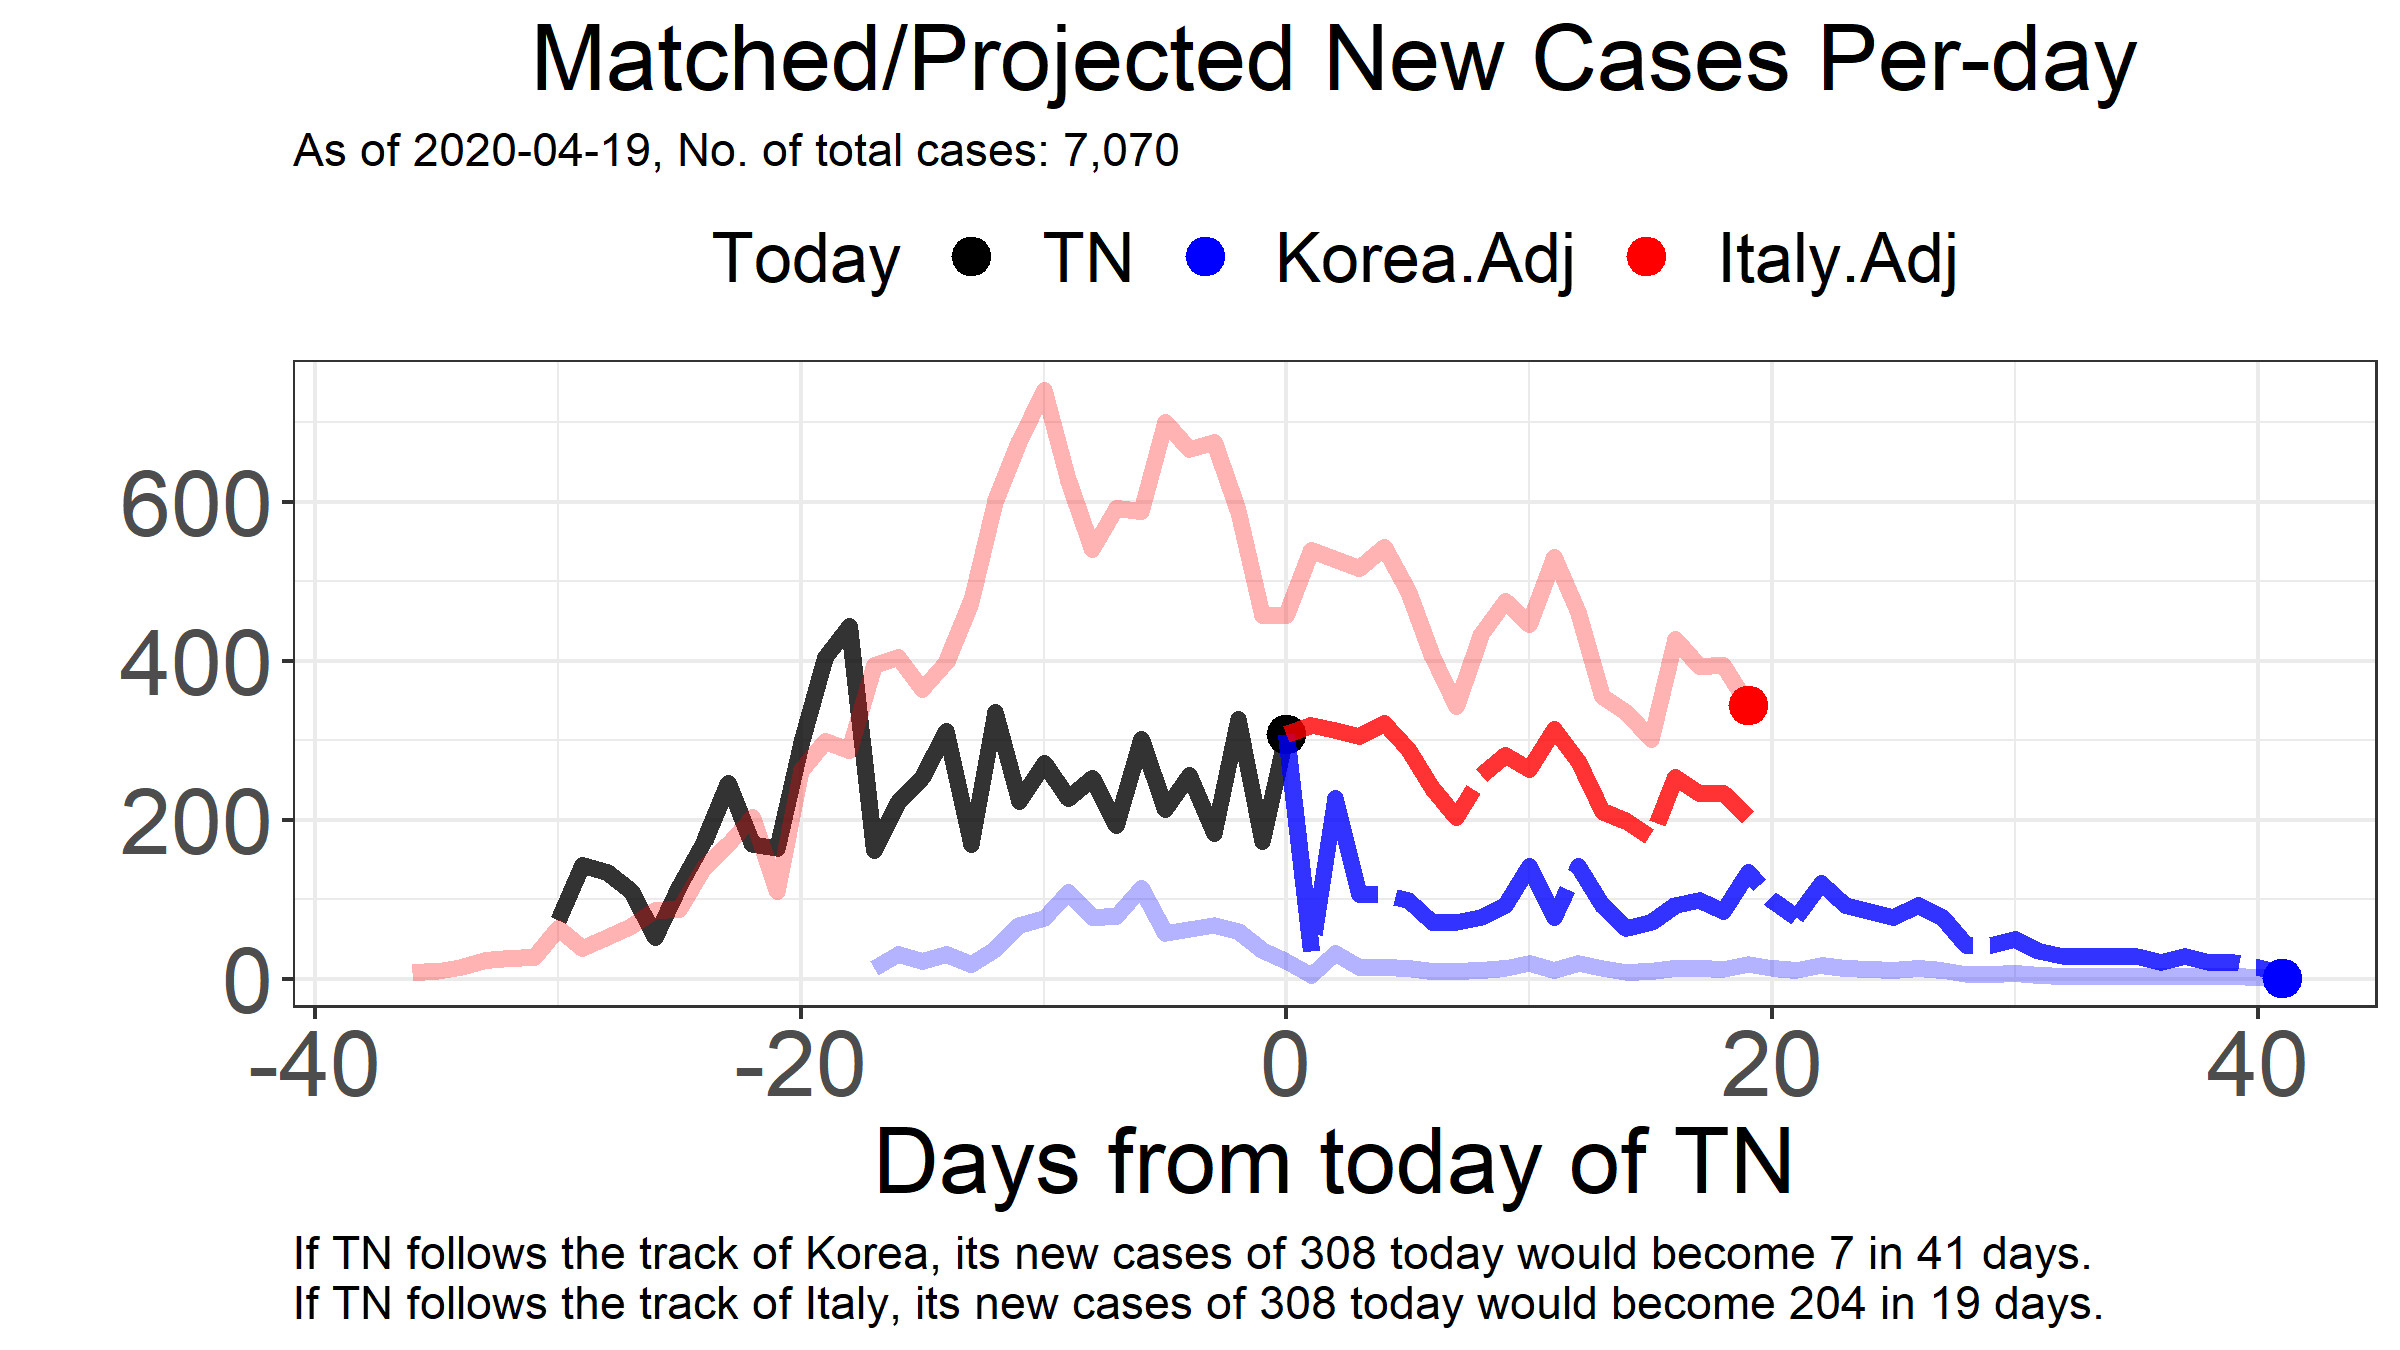 Matched/Projected New Cases Per-day
As of 2020-04-19, No. of total cases: 7,070
Today TN Korea.Adj Italy.Adj
600
400
200
0
-40 -20 0 20 40
Days from today of TN
If TN follows the track of Korea, its new cases of 308 today would become 7 in 41 days.
If TN follows the track of Italy, its new cases of 308 today would become 204 in 19 days.